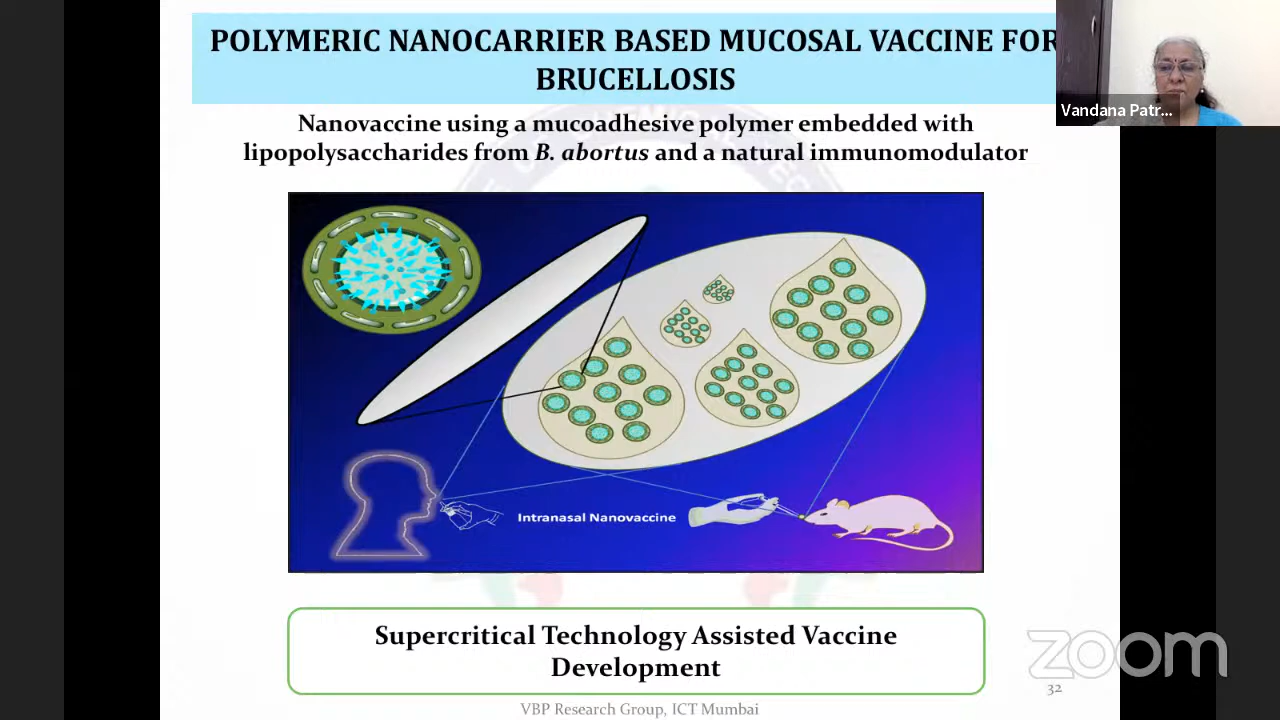 POLYMERIC NANOCARRIER BASED MUCOSAL VACCINE FOR
BRUCELLOSIS
Vandana Patr...
Nanovaccine using a mucoadhesive polymer embedded with
lipopolysaccharides from B. abortus and a natural immunomodulator
Intranasal Nanovaccine
Supercritical Technology Assisted Vaccine
Development
zoom
32
VBP Research Group, ICT Mumbai